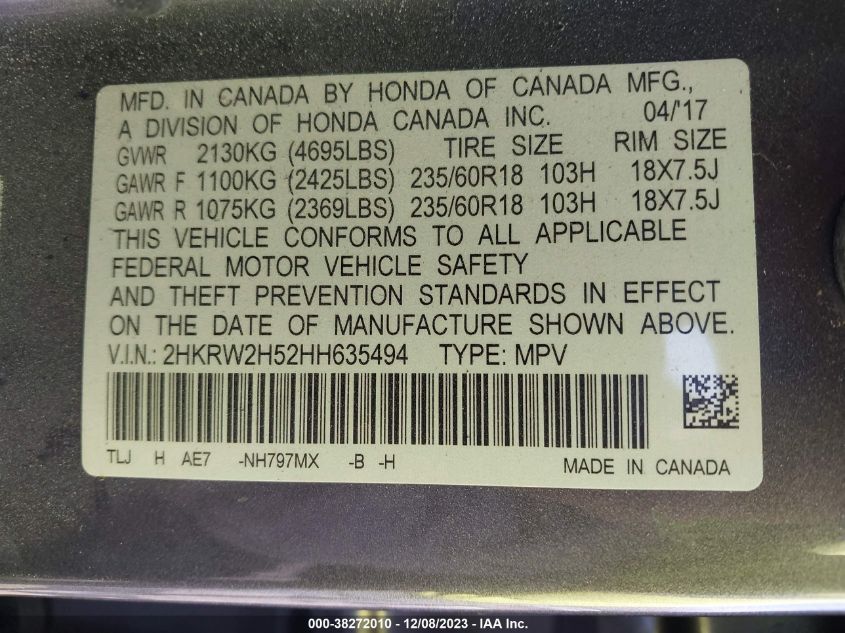 MFD. IN CANADA BY HONDA OF CANADA MFG.,
A DIVISION OF HONDA CANADA INC. 04/'17
GVWR 2130KG (4695LBS) TIRE SIZE RIM SIZE
GAWR F 1100KG (2425LBS) 235/60R18 103H 18X7.5J
GAWR R 1075KG (2369LBS) 235/60R18 103H 18X7.5J
THIS VEHICLE CONFORMS TO ALL APPLICABLE
FEDERAL MOTOR VEHICLE SAFETY
AND THEFT PREVENTION STANDARDS IN EFFECT
ON THE DATE OF MANUFACTURE SHOWN ABOVE.
V.I.N.: 2HKRW2H52HH635494 TYPE: MPV
TLJ H AE7 -NH797MX -B -H MADE IN CANADA
000-38272010 - 12/08/2023 - IAA Inc.